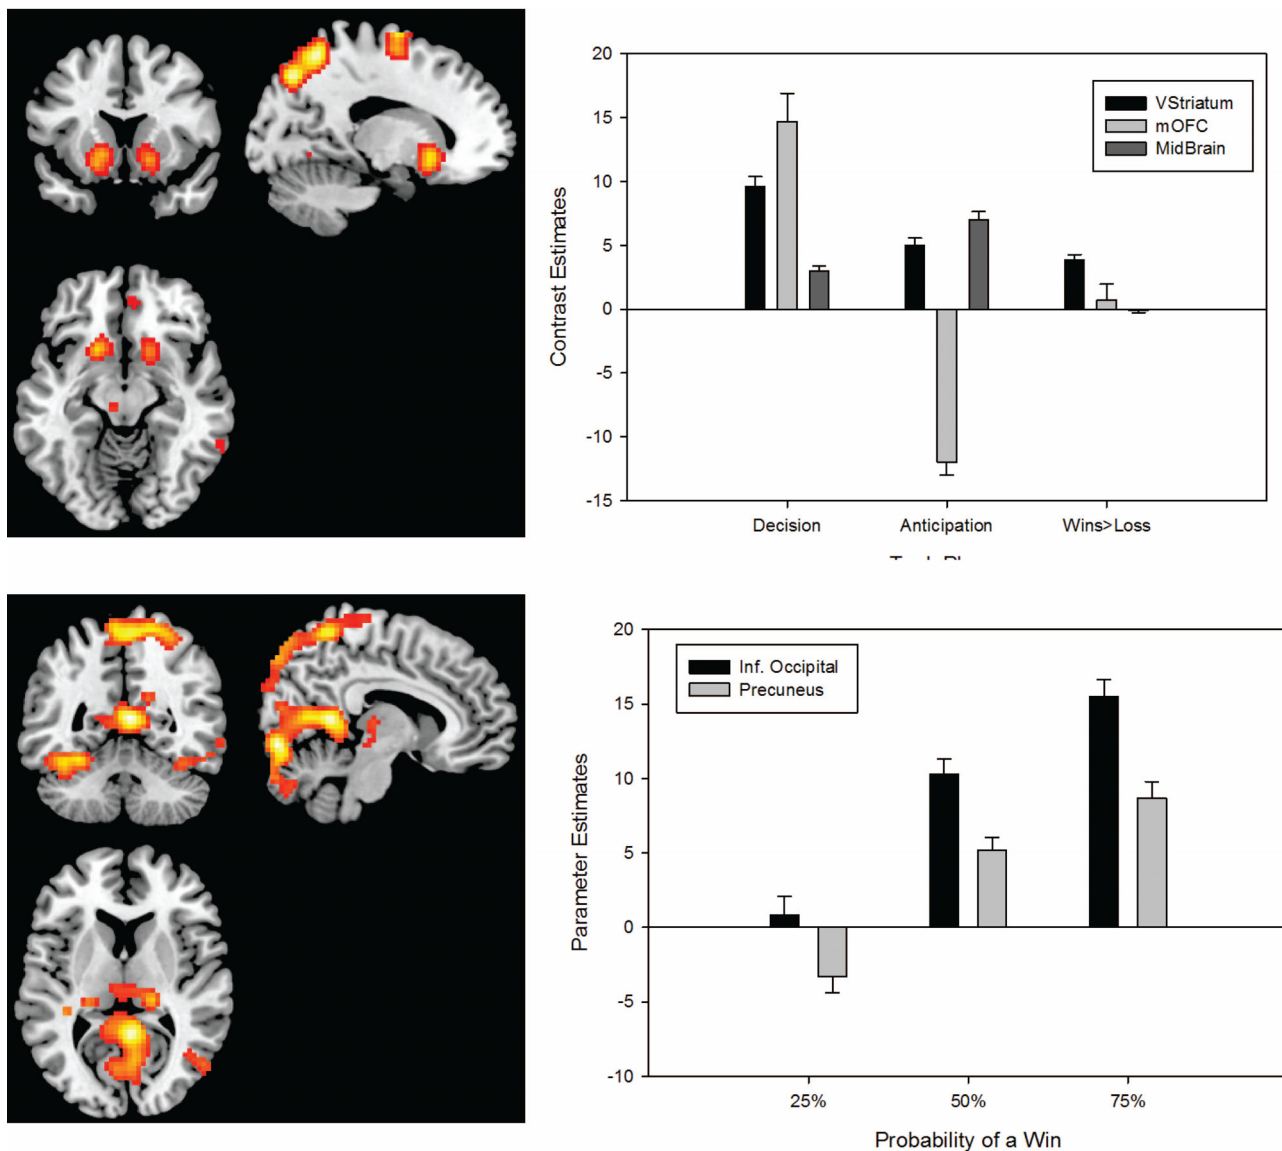 20
15
10
5
0
-5
-10
-15
Contrast Estimates
VStriatum
mOFC
MidBrain
Decision Anticipation Wins>Loss
20
15
10
5
0
-5
-10
Parameter Estimates
Inf. Occipital
Precuneus
25% 50% 75%
Probability of a Win